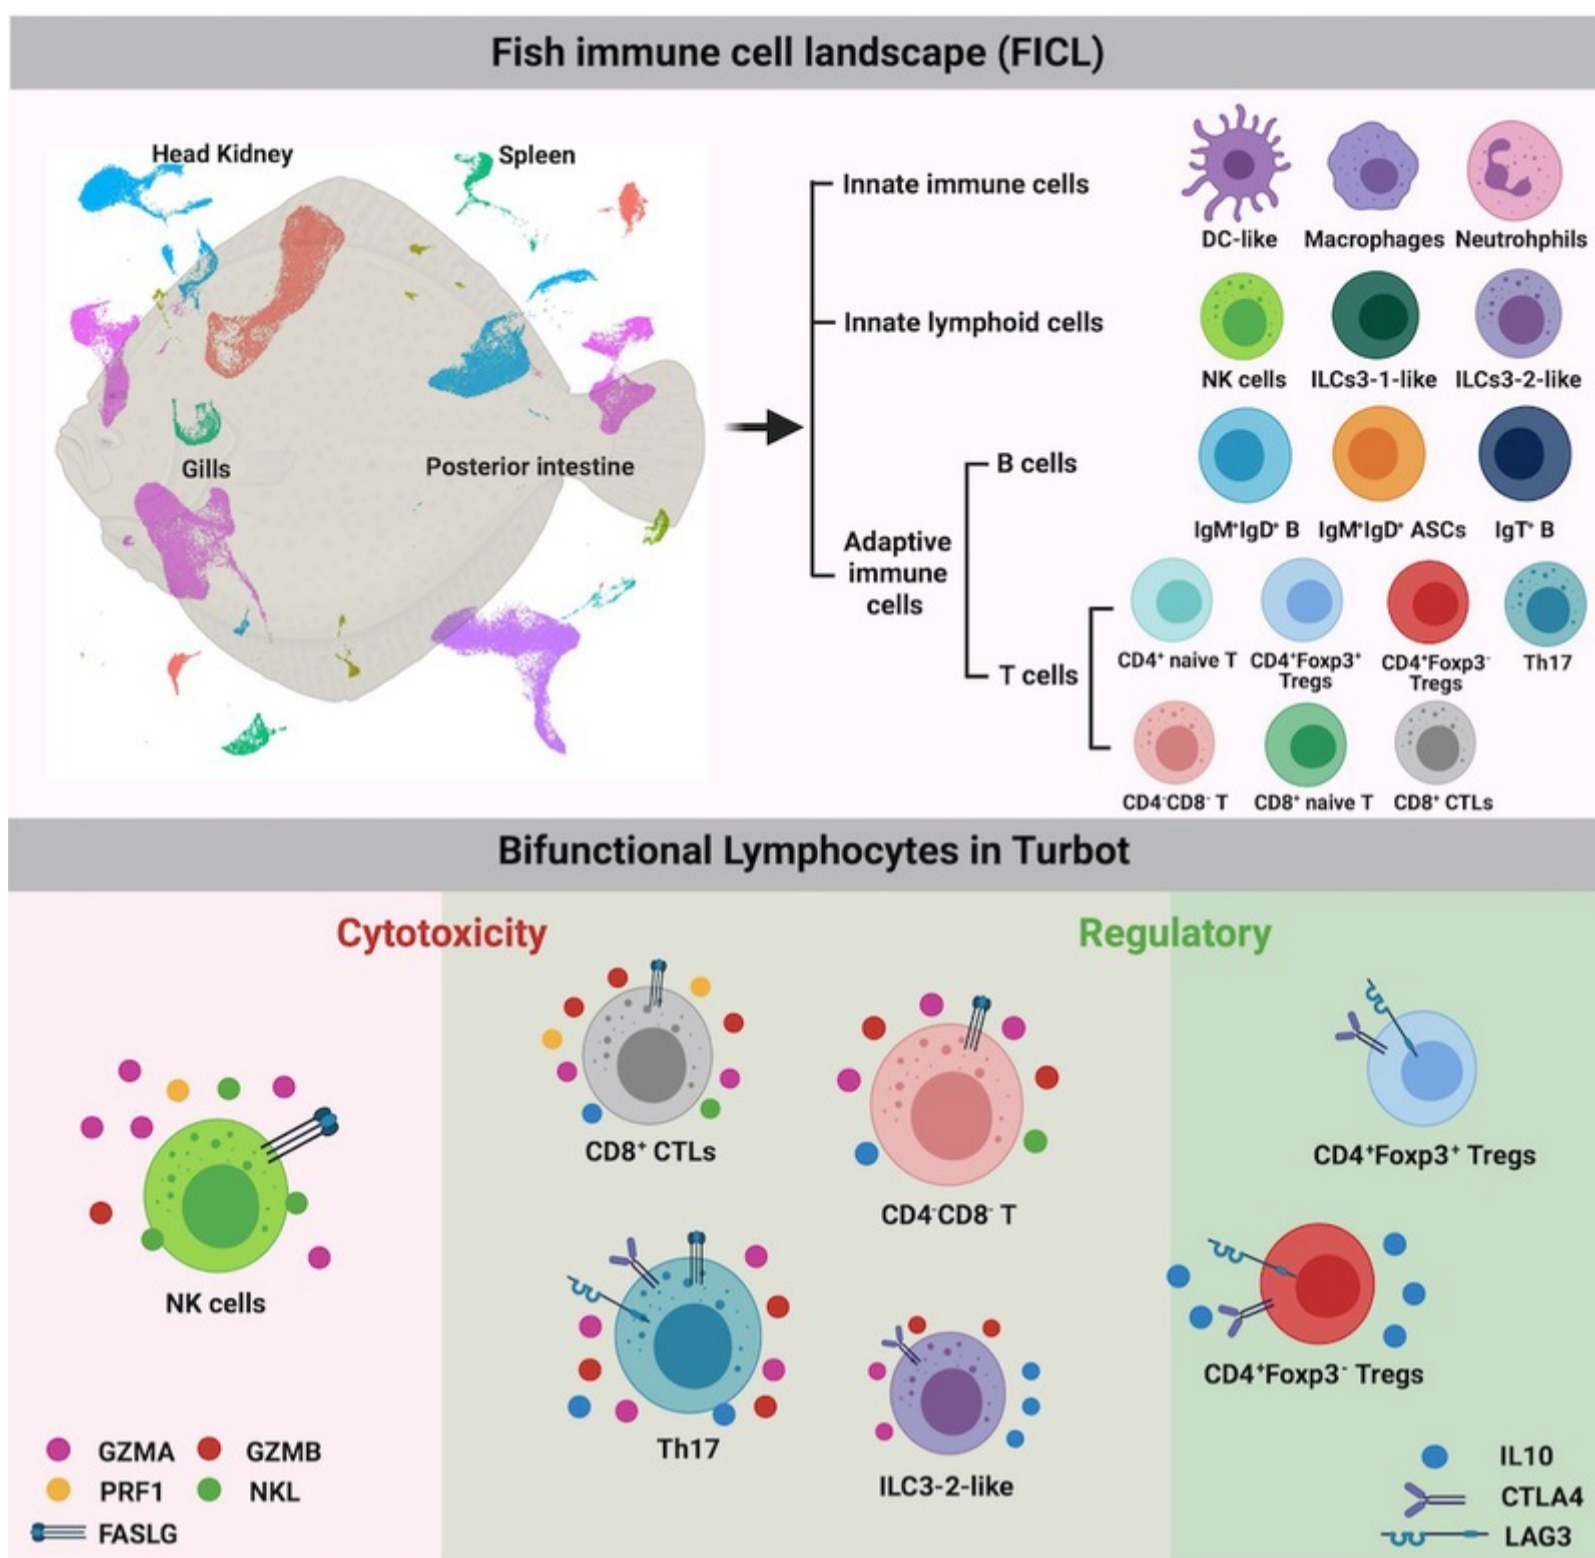 Fish immune cell landscape (FICL)
Head Kidney
Spleen
Gills
Posterior intestine
Innate immune cells
DC-like
Macrophages
Neutrohphils
Innate lymphoid cells
NK cells
ILCs3-1-like
ILCs3-2-like
Adaptive
immune
cells
B cells
IgM⁺IgD⁺ B
IgM⁺IgD⁺ ASCs
IgT⁺ B
T cells
CD4⁺ naive T
CD4⁺Foxp3⁺
Tregs
CD4⁺Foxp3⁻
Tregs
Th17
CD4⁻CD8⁻ T
CD8⁺ naive T
CD8⁺ CTLs
Bifunctional Lymphocytes in Turbot
Cytotoxicity
Regulatory
NK cells
CD8⁺ CTLs
CD4⁻CD8⁻ T
Th17
ILC3-2-like
CD4⁺Foxp3⁺ Tregs
CD4⁺Foxp3⁻ Tregs
GZMA
GZMB
PRF1
NKL
FASLG
IL10
CTLA4
LAG3